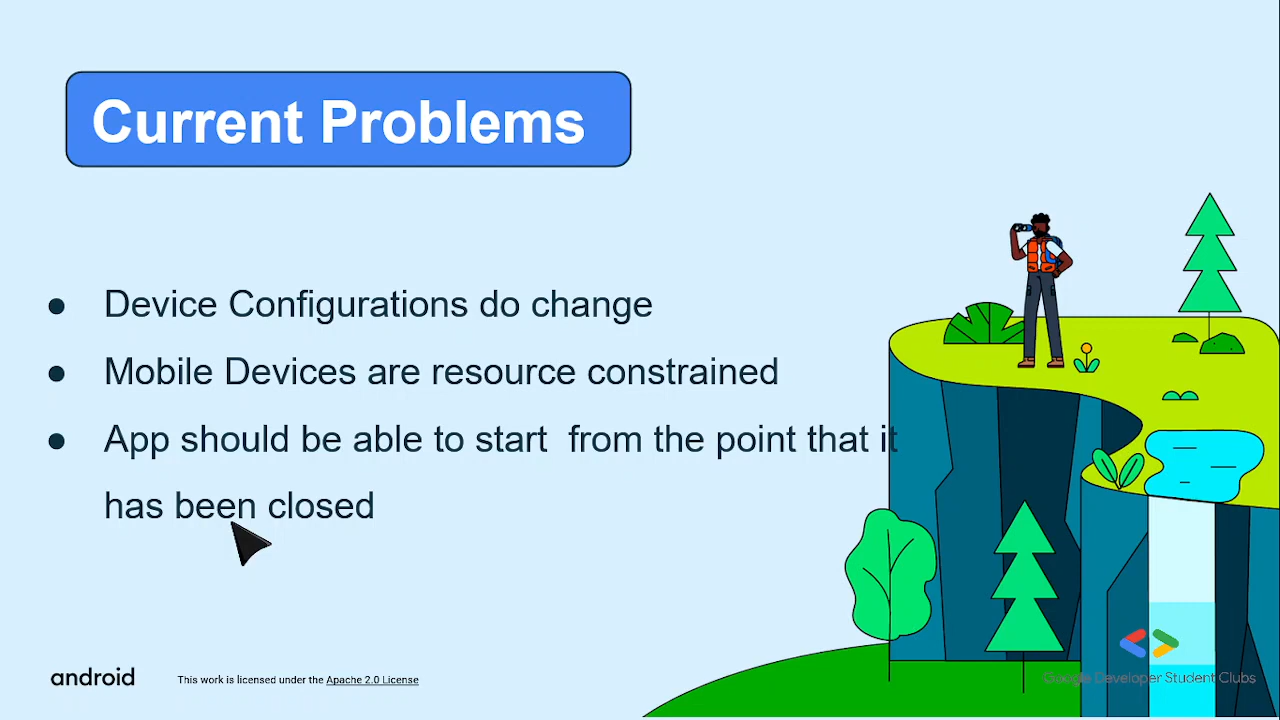 Current Problems
● Device Configurations do change
● Mobile Devices are resource constrained
● App should be able to start  from the point that it
has been closed
android
This work is licensed under the Apache 2.0 License
Google Developer Student Clubs